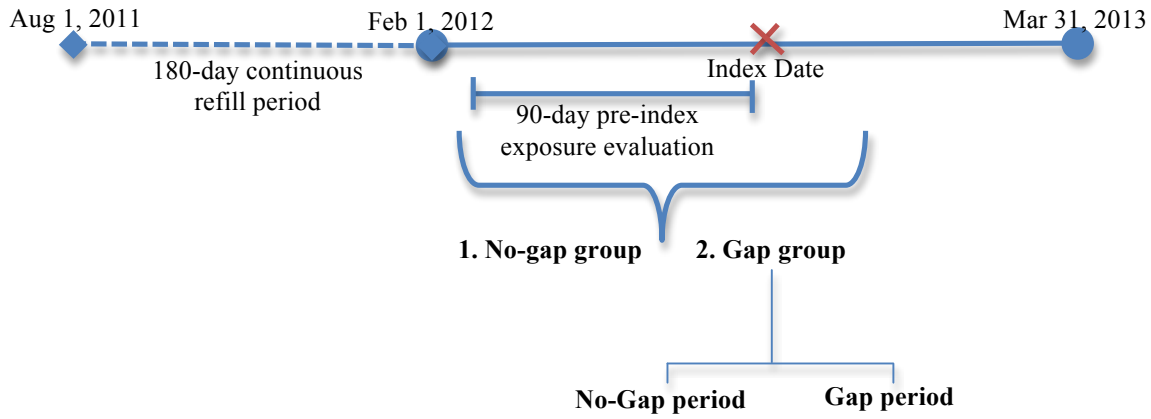 Aug 1, 2011
Feb 1, 2012
Mar 31, 2013
180-day continuous
refill period
Index Date
90-day pre-index
exposure evaluation
1. No-gap group
2. Gap group
No-Gap period
Gap period